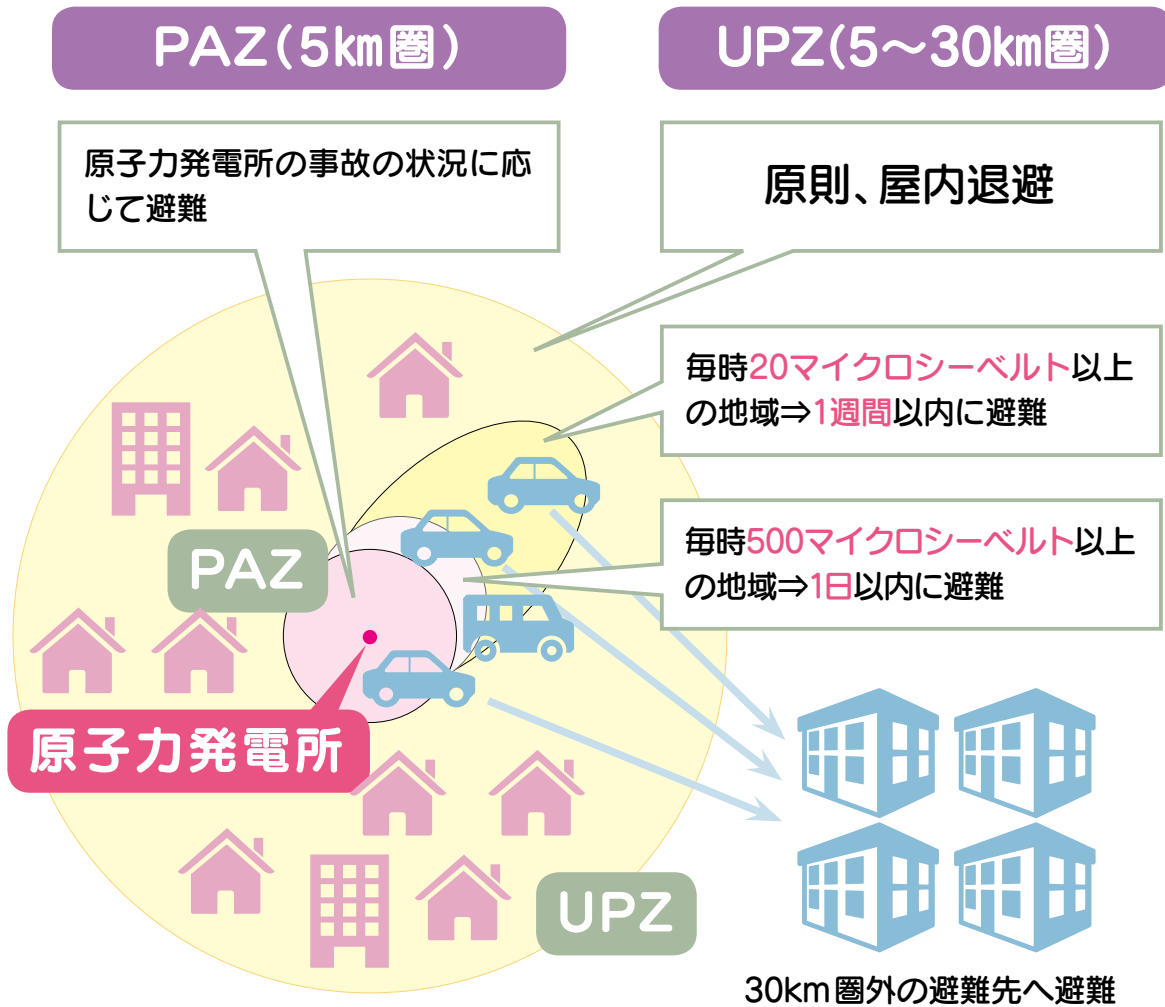 PAZ(5㎞圏)
UPZ(5〜30㎞圏)
原子力発電所の事故の状況に応
じて避難
原則、屋内退避
毎時20マイクロシーベルト以上
の地域⇒1週間以内に避難
毎時500マイクロシーベルト以上
の地域⇒1日以内に避難
PAZ
原子力発電所
UPZ
30km圏外の避難先へ避難